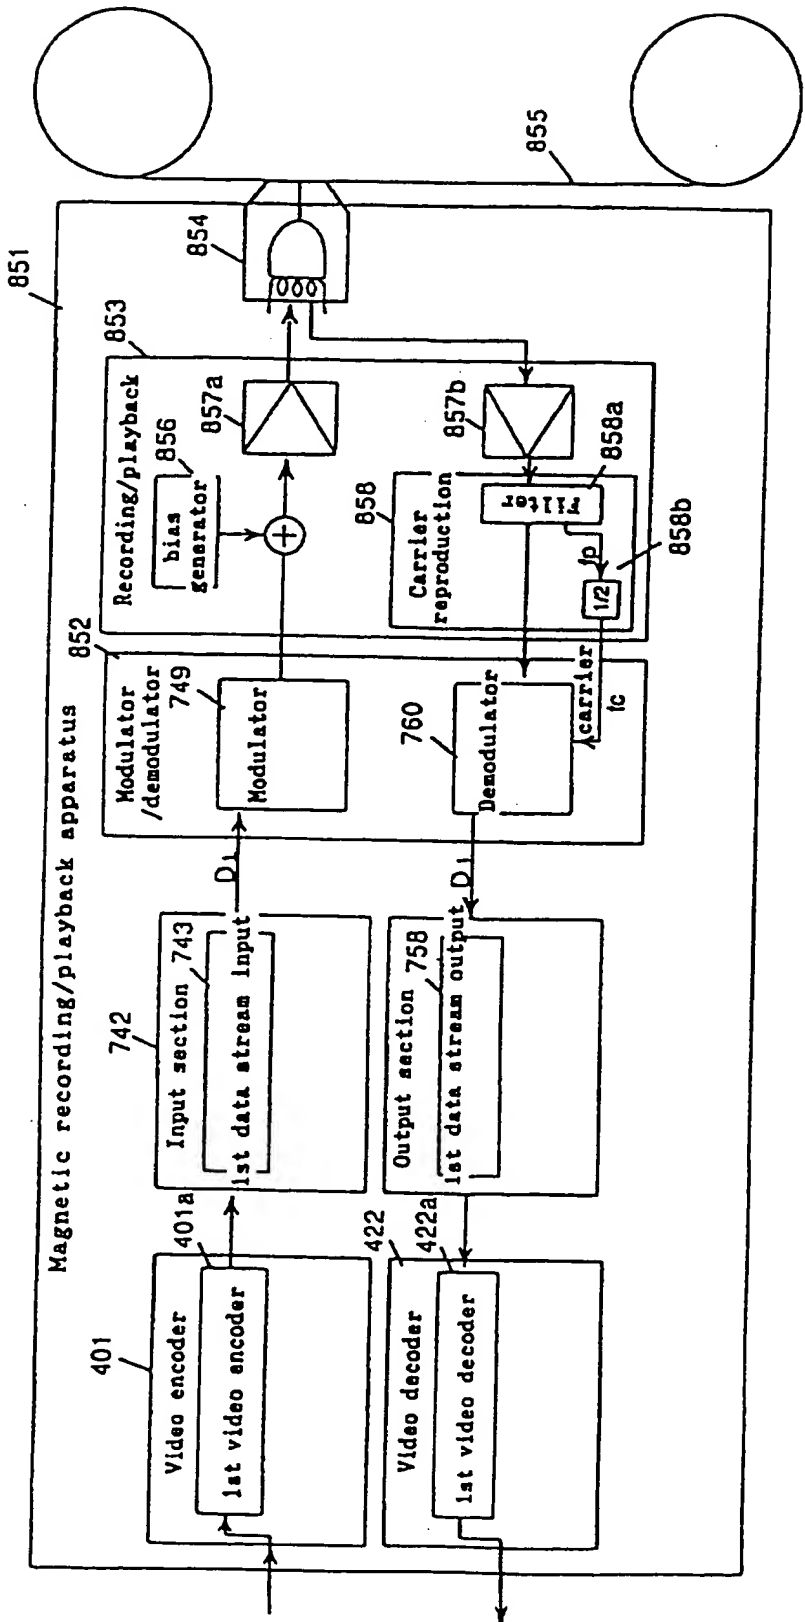 Magnetic recording/playback apparatus
851
401
Video encoder
401a
1st video encoder
742
Input section
743
1st data stream input
D1
852
Modulator
/demodulator
749
Modulator
853
Recording/playback
856
bias
generator
857a
854
855
422
Video decoder
422a
1st video decoder
Output section
758
1st data stream output
D1
760
Demodulator
carrier
fc
858
Carrier
reproduction
857b
858a
filter
fp
1/2
858b